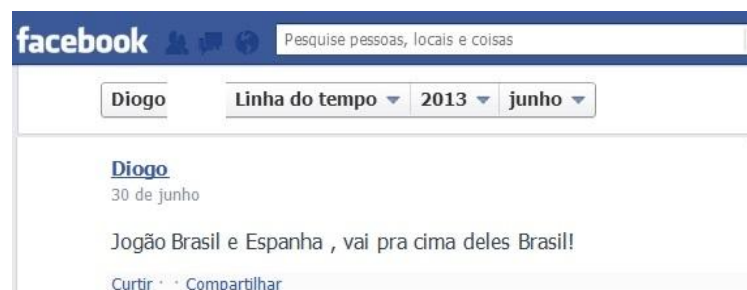 facebook Pesquise pessoas, locais e coisas
Diogo Linha do tempo 2013 junho
Diogo
30 de junho
Jogão Brasil e Espanha , vai pra cima deles Brasil!
Curtir · · Compartilhar